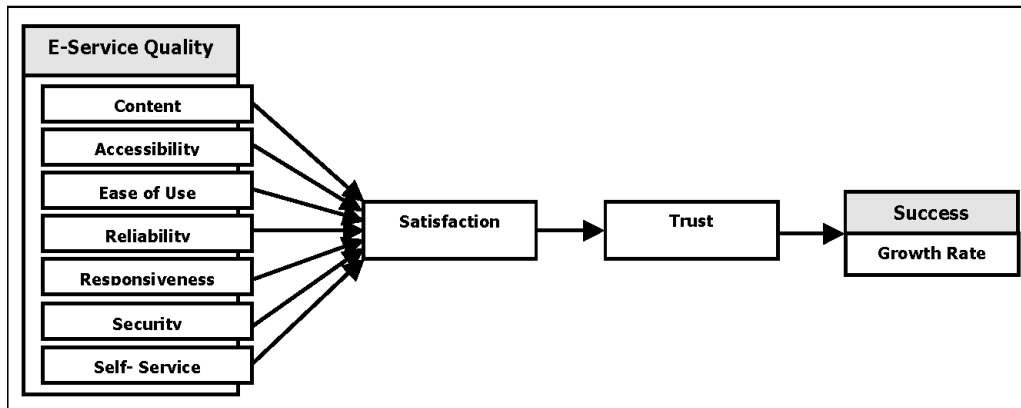 E-Service Quality
Content
Accessibility
Ease of Use
Reliability
Responsiveness
Security
Self- Service
Satisfaction
Trust
Success
Growth Rate